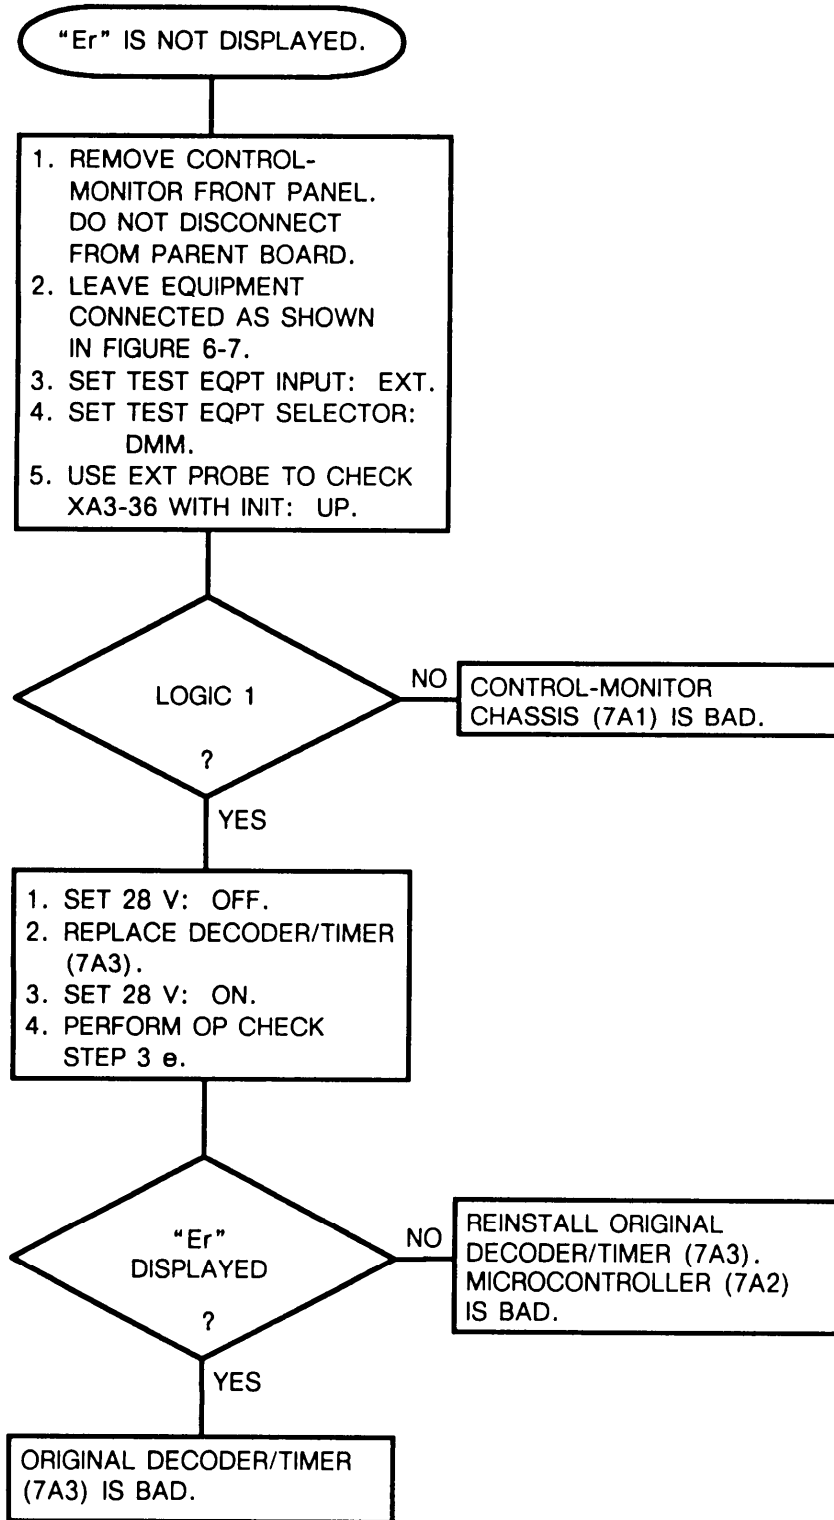 “Er” IS NOT DISPLAYED.
1. REMOVE CONTROL-
MONITOR FRONT PANEL.
DO NOT DISCONNECT
FROM PARENT BOARD.
2. LEAVE EQUIPMENT
CONNECTED AS SHOWN
IN FIGURE 6-7.
3. SET TEST EQPT INPUT: EXT.
4. SET TEST EQPT SELECTOR:
DMM.
5. USE EXT PROBE TO CHECK
XA3-36 WITH INIT: UP.
LOGIC 1
?
NO
CONTROL-MONITOR
CHASSIS (7A1) IS BAD.
YES
1. SET 28 V: OFF.
2. REPLACE DECODER/TIMER
(7A3).
3. SET 28 V: ON.
4. PERFORM OP CHECK
STEP 3 e.
“Er”
DISPLAYED
?
NO
REINSTALL ORIGINAL
DECODER/TIMER (7A3).
MICROCONTROLLER (7A2)
IS BAD.
YES
ORIGINAL DECODER/TIMER
(7A3) IS BAD.